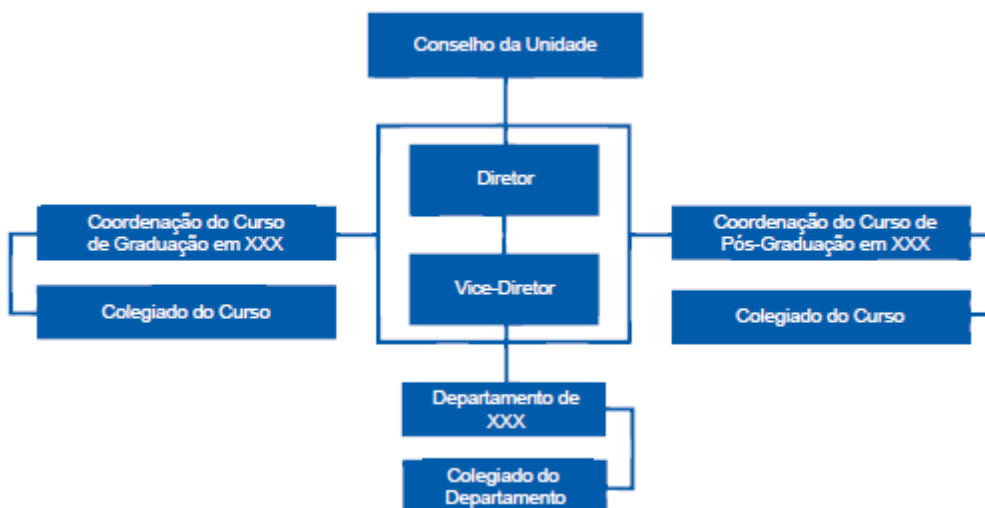 Conselho da Unidade
Diretor
Coordenação do Curso
de Graduação em XXX
Coordenação do Curso de
Pós-Graduação em XXX
Vice-Diretor
Colegiado do Curso
Colegiado do Curso
Departamento de
XXX
Colegiado do
Departamento